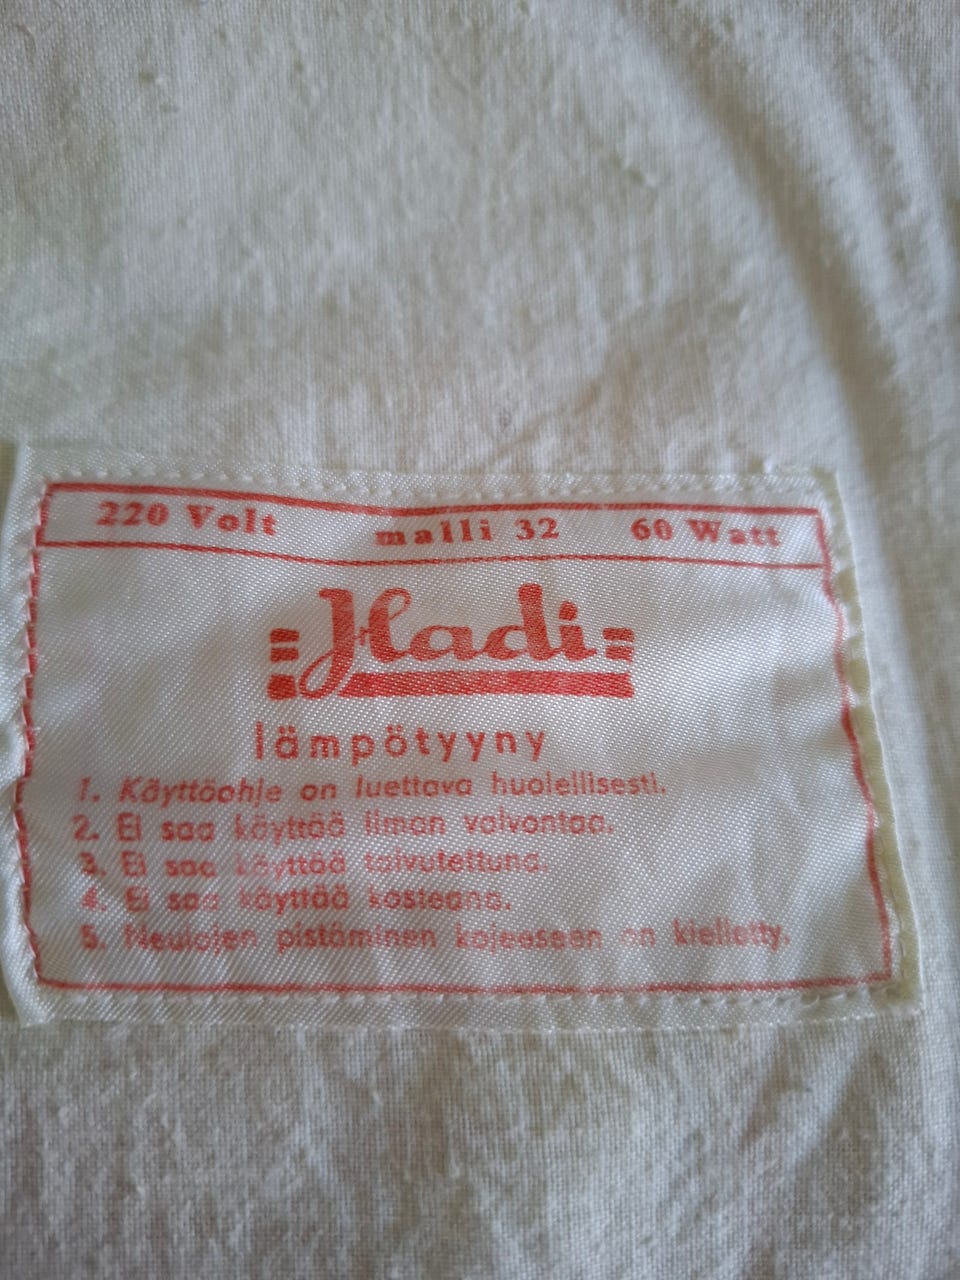 220 Volt malli 32 60 Watt
Hadi
lämpötyyny
1. Käyttöohje on luettava huolellisesti.
2. Ei saa käyttää ilman valvontaa.
3. Ei saa käyttää taivutettuna.
4. Ei saa käyttää kosteana.
5. Neulojen pistäminen kojeeseen on kielletty.